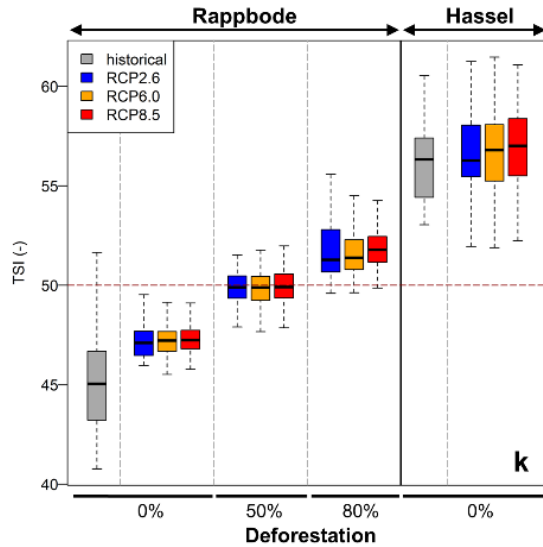 Rappbode Hassel
historical
RCP2.6
RCP6.0
RCP8.5
60
55
50
45
40
TSI (-)
k
0% 50% 80% 0%
Deforestation